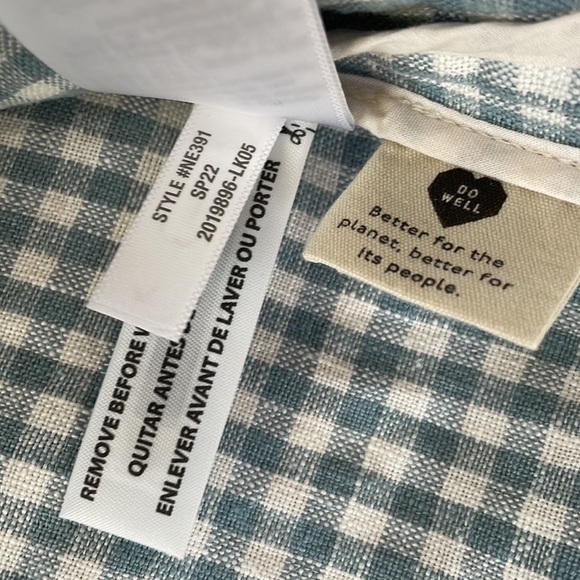 STYLE #NE391
SP22
2019896-LK05
REMOVE BEFORE
QUITAR ANTES
ENLEVER AVANT DE LAVER OU PORTER
DO
WELL
Better for the
planet, better for
its people.